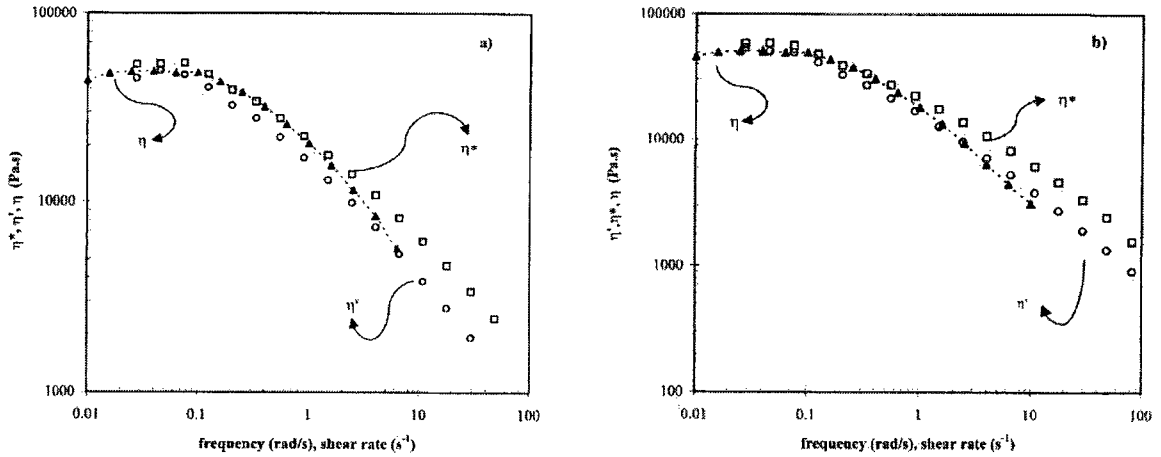 a)
100000
10000
1000
η*, η', η (Pa.s)
η
η*
η'
0.01
0.1
1
10
100
frequency (rad/s), shear rate (s⁻¹)
b)
100000
10000
1000
100
η',η*, η (Pa.s)
η
η*
η'
0.01
0.1
1
10
100
frequency (rad/s), shear rate (s⁻¹)